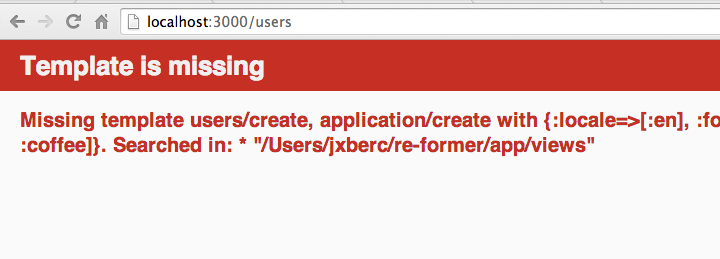 localhost:3000/users
Template is missing
Missing template users/create, application/create with {:locale=>[:en], :fo
:coffee]}. Searched in: * "/Users/jxberc/re-former/app/views"